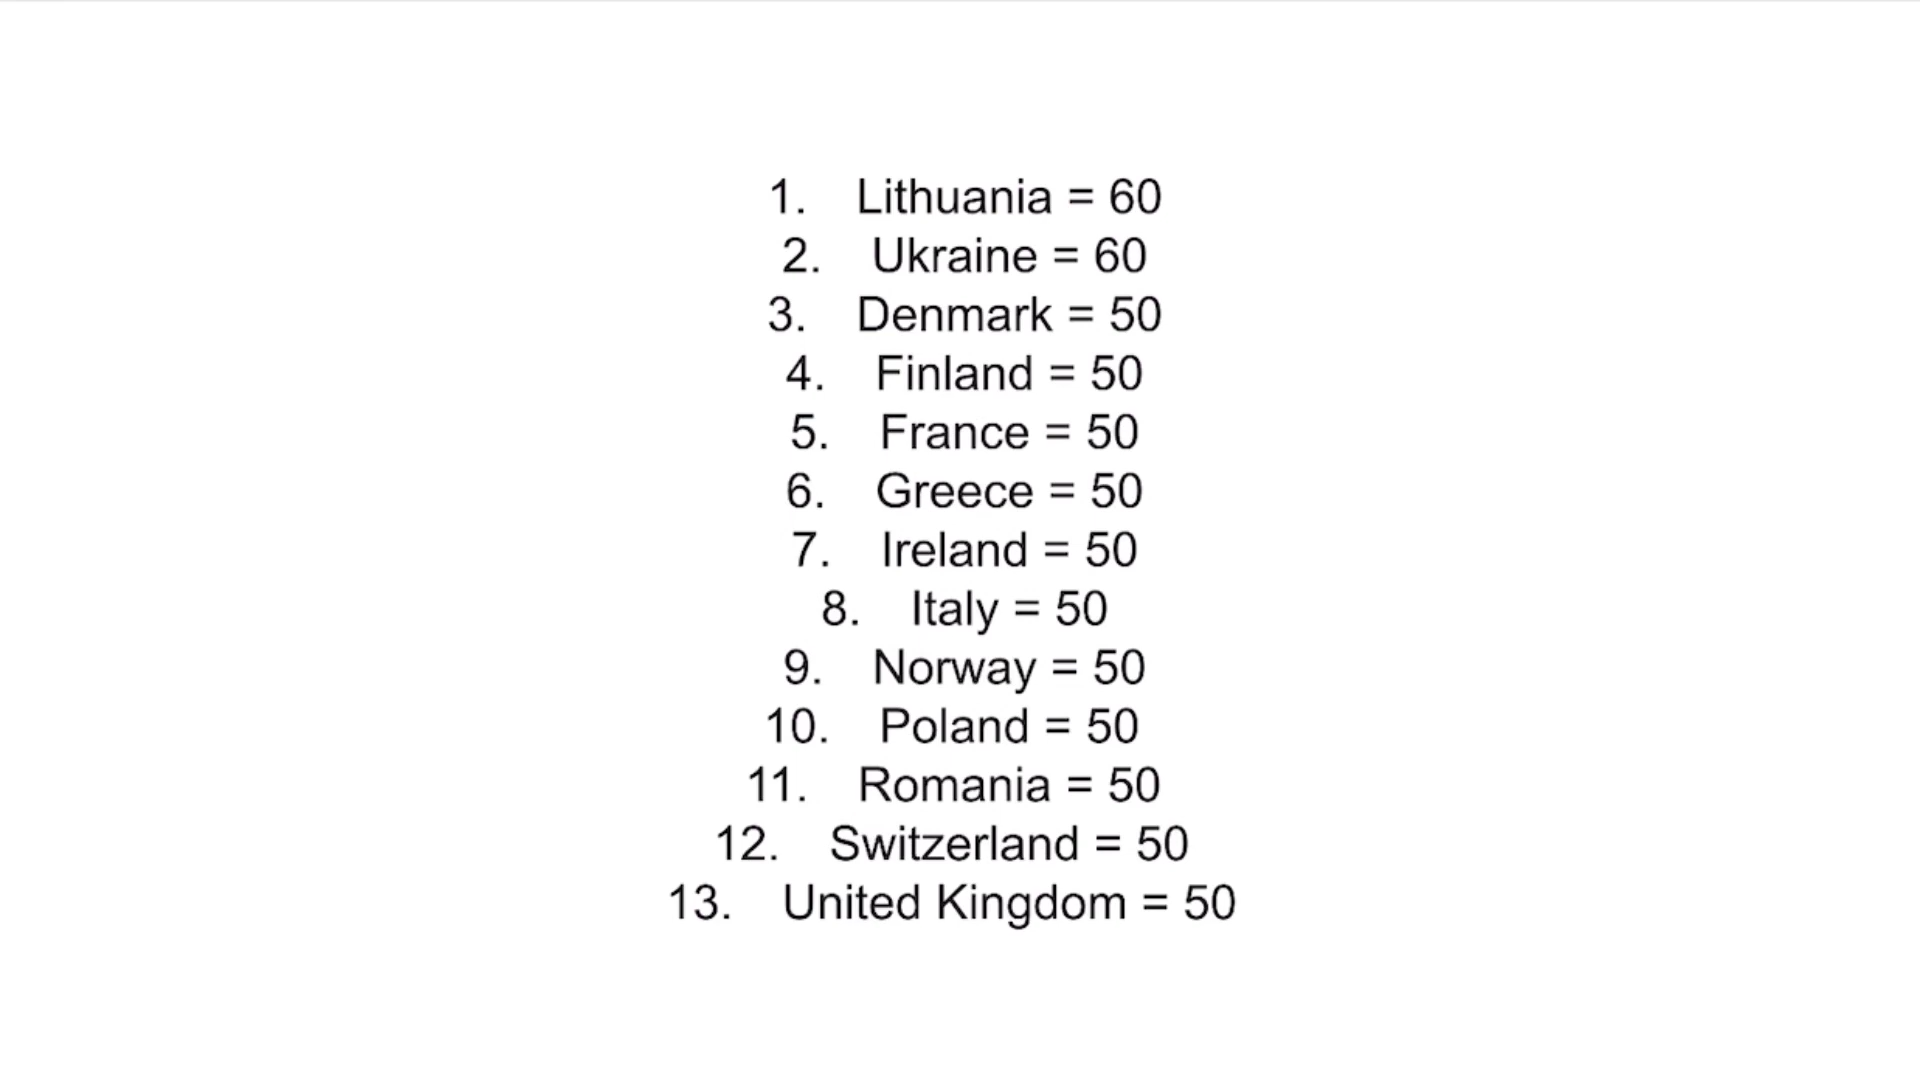 1. Lithuania = 60
2. Ukraine = 60
3. Denmark = 50
4. Finland = 50
5. France = 50
6. Greece = 50
7. Ireland = 50
8. Italy = 50
9. Norway = 50
10. Poland = 50
11. Romania = 50
12. Switzerland = 50
13. United Kingdom = 50